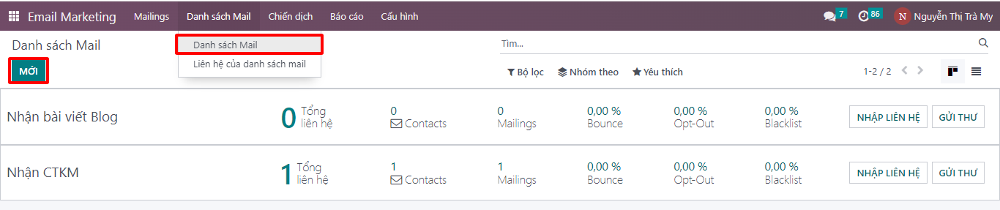 Email Marketing Mailings Danh sách Mail Chiến dịch Báo cáo Cấu hình 7 86 N Nguyễn Thị Trà My
Danh sách Mail
Danh sách Mail
Liên hệ của danh sách mail
Tìm...
MỚI
Bộ lọc Nhóm theo Yêu thích 1-2 / 2
Nhận bài viết Blog
0 Tổng liên hệ
0 Contacts
0 Mailings
0,00 % Bounce
0,00 % Opt-Out
0,00 % Blacklist
NHẬP LIÊN HỆ GỬI THƯ
Nhận CTKM
1 Tổng liên hệ
1 Contacts
1 Mailings
0,00 % Bounce
0,00 % Opt-Out
0,00 % Blacklist
NHẬP LIÊN HỆ GỬI THƯ